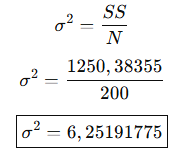 σ² = SS / N
σ² = 1250,38355 / 200
σ² = 6,25191775